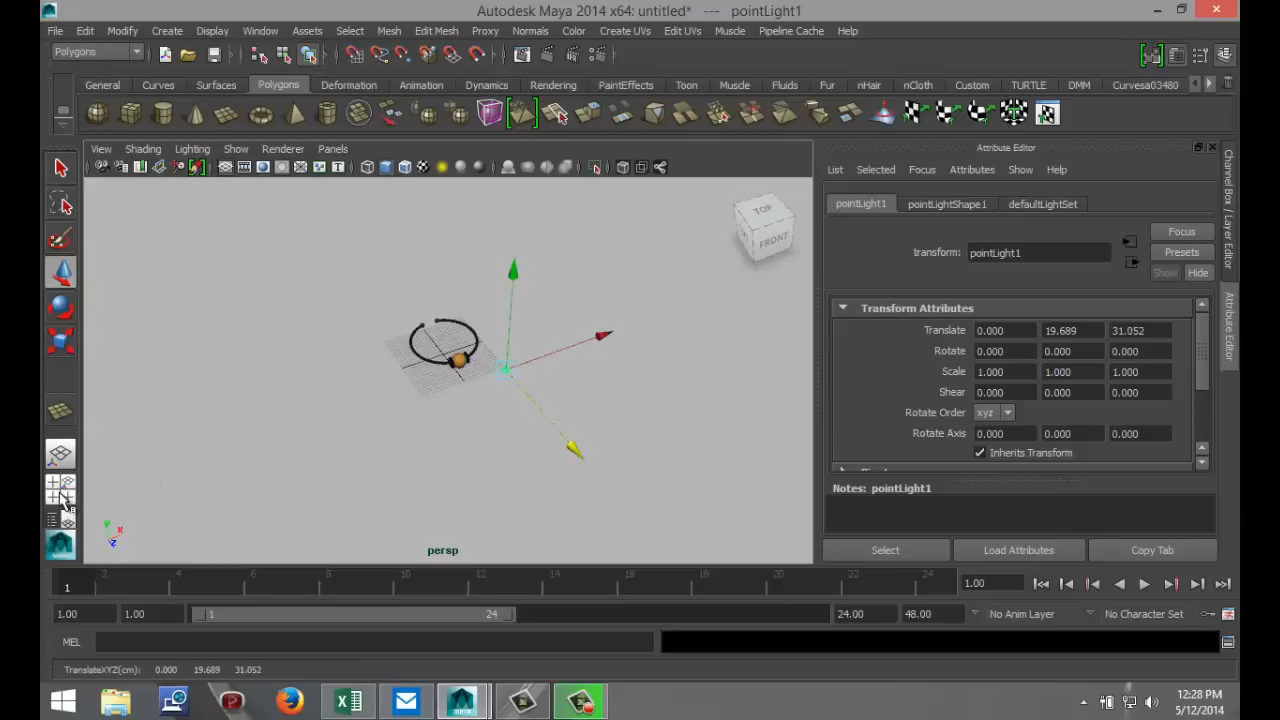 Autodesk Maya 2014 x64: untitled* --- pointLight1
File Edit Modify Create Display Window Assets Select Mesh Edit Mesh Proxy Normals Color Create UVs Edit UVs Muscle Pipeline Cache Help
Polygons
General Curves Surfaces Polygons Deformation Animation Dynamics Rendering PaintEffects Toon Muscle Fluids Fur nHair nCloth Custom TURTLE DMM Curvesa03480
View Shading Lighting Show Renderer Panels
Attribute Editor
List Selected Focus Attributes Show Help
pointLight1 pointLightShape1 defaultLightSet
Focus
transform: pointLight1
Presets
Show Hide
Transform Attributes
Translate 0.000 19.689 31.052
Rotate 0.000 0.000 0.000
Scale 1.000 1.000 1.000
Shear 0.000 0.000 0.000
Rotate Order xyz
Rotate Axis 0.000 0.000 0.000
Inherits Transform
Notes: pointLight1
Select Load Attributes Copy Tab
Channel Box / Layer Editor
Attribute Editor
TOP
FRONT
y
x
z
persp
2 4 6 8 10 12 14 16 18 20 22 24
1
1.00
1.00 1.00 1 24 24.00 48.00 No Anim Layer No Character Set
MEL
TranslateXYZ(cm): 0.000 19.689 31.052
12:28 PM
5/12/2014